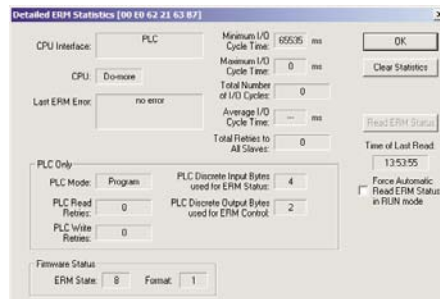 Detailed ERM Statistics [00 E0 62 21 63 B7]
CPU Interface: PLC
CPU: Do-more
Last ERM Error: no error
Minimum I/O Cycle Time: 65535 ms
Maximum I/O Cycle Time: 0 ms
Total Number of I/O Cycles: 0
Average I/O Cycle Time: --- ms
Total Retries to All Slaves: 0
OK
Clear Statistics
Read ERM Status
Time of Last Read:
13:53:55
Force Automatic
Read ERM Status
in RUN mode
PLC Only
PLC Mode: Program
PLC Read Retries: 0
PLC Write Retries: 0
PLC Discrete Input Bytes used for ERM Status: 4
PLC Discrete Output Bytes used for ERM Control: 2
Firmware Status
ERM State: 8 Format: 1